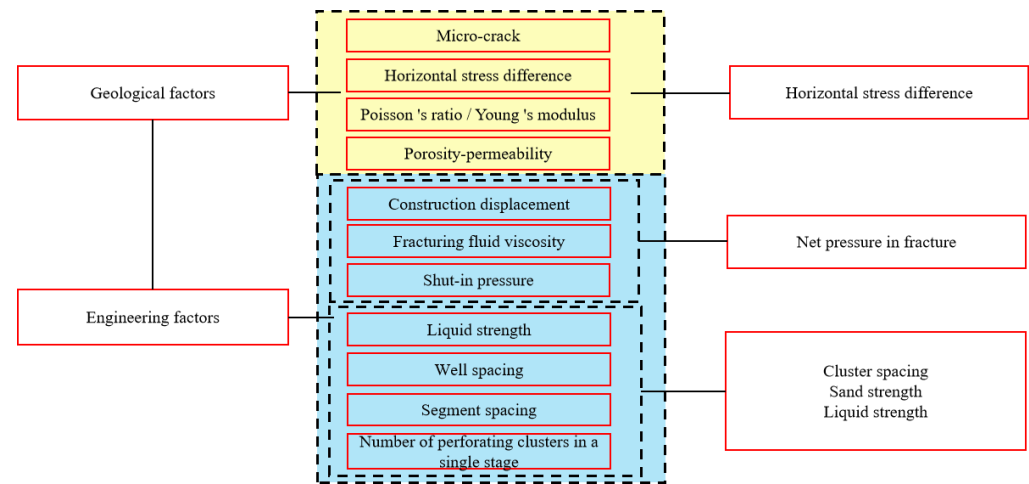 Geological factors
Engineering factors
Micro-crack
Horizontal stress difference
Poisson 's ratio / Young 's modulus
Porosity-permeability
Construction displacement
Fracturing fluid viscosity
Shut-in pressure
Liquid strength
Well spacing
Segment spacing
Number of perforating clusters in a
single stage
Horizontal stress difference
Net pressure in fracture
Cluster spacing
Sand strength
Liquid strength